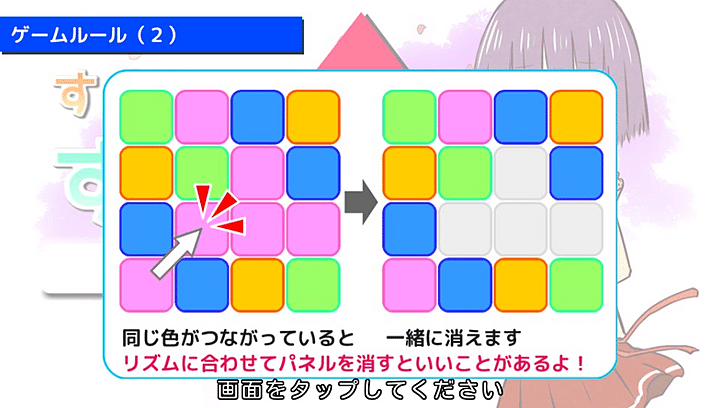 ゲームルール（２）
す
す
同じ色がつながっていると　一緒に消えます
リズムに合わせてパネルを消すといいことがあるよ！
画面をタップしてください